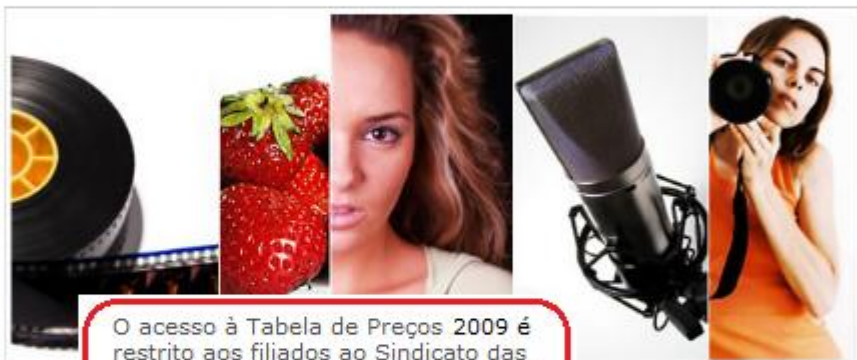 O acesso à Tabela de Preços 2009 é
restrito aos filiados ao Sindicato das